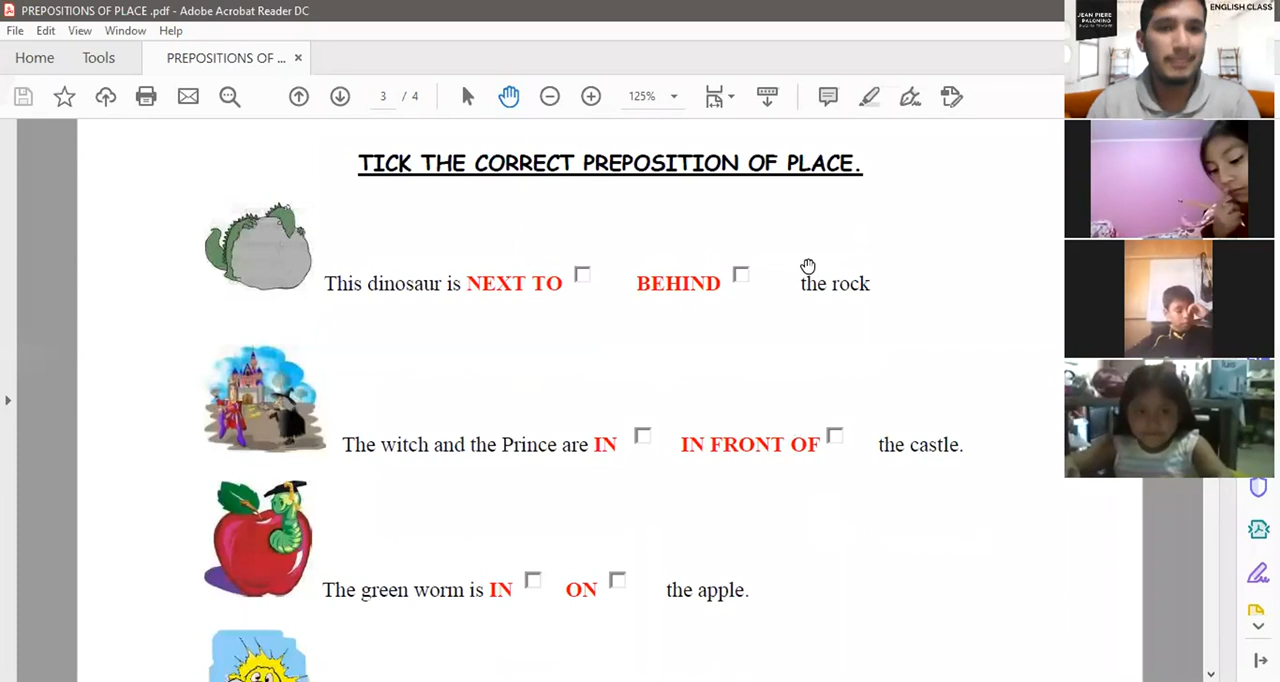 PREPOSITIONS OF PLACE .pdf - Adobe Acrobat Reader DC
File Edit View Window Help
Home Tools PREPOSITIONS OF ... ×
3 / 4 125%
TICK THE CORRECT PREPOSITION OF PLACE.
This dinosaur is NEXT TO BEHIND the rock
The witch and the Prince are IN IN FRONT OF the castle.
The green worm is IN ON the apple.
JEAN PIERE
PALOMINO
ENGLISH CLASS